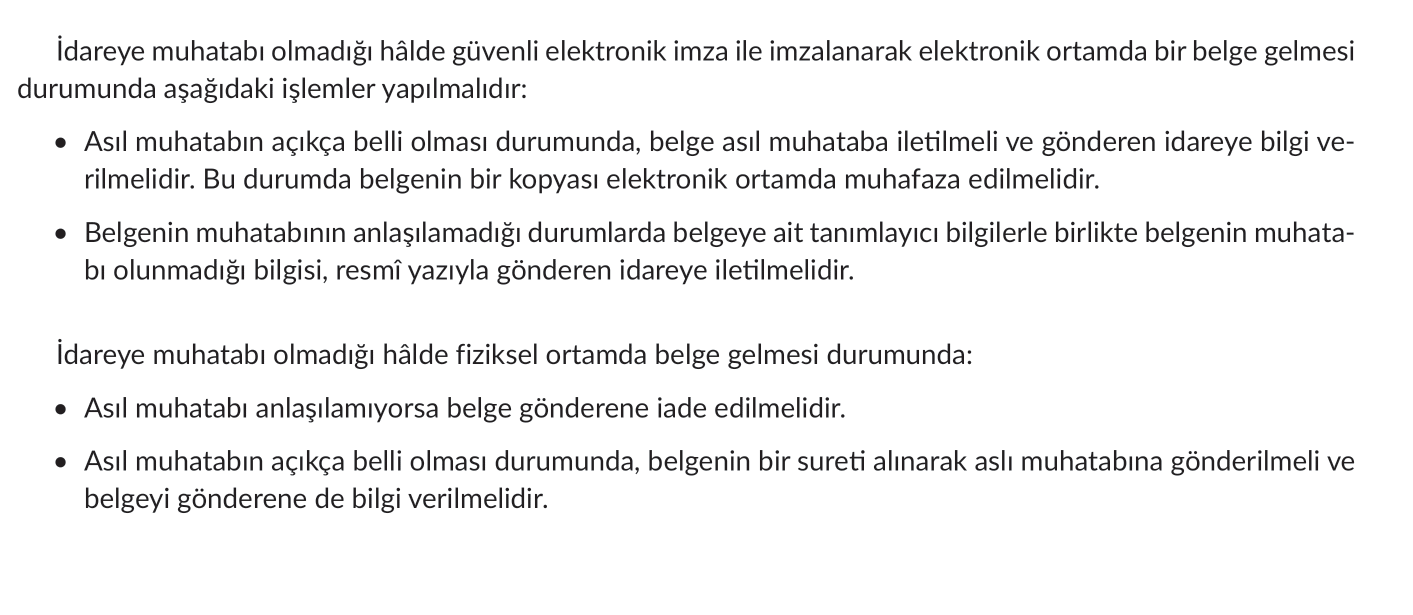 İdareye muhatabı olmadığı hâlde güvenli elektronik imza ile imzalanarak elektronik ortamda bir belge gelmesi
durumunda aşağıdaki işlemler yapılmalıdır:
• Asıl muhatabın açıkça belli olması durumunda, belge asıl muhataba iletilmeli ve gönderen idareye bilgi ve-
rilmelidir. Bu durumda belgenin bir kopyası elektronik ortamda muhafaza edilmelidir.
• Belgenin muhatabının anlaşılamadığı durumlarda belgeye ait tanımlayıcı bilgilerle birlikte belgenin muhata-
bı olunmadığı bilgisi, resmî yazıyla gönderen idareye iletilmelidir.
İdareye muhatabı olmadığı hâlde fiziksel ortamda belge gelmesi durumunda:
• Asıl muhatabı anlaşılamıyorsa belge gönderene iade edilmelidir.
• Asıl muhatabın açıkça belli olması durumunda, belgenin bir sureti alınarak aslı muhatabına gönderilmeli ve
belgeyi gönderene de bilgi verilmelidir.